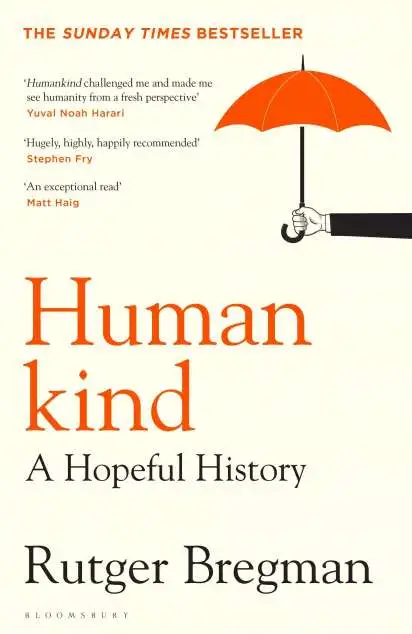 THE SUNDAY TIMES BESTSELLER
‘Humankind challenged me and made me
see humanity from a fresh perspective’
Yuval Noah Harari
‘Hugely, highly, happily recommended’
Stephen Fry
‘An exceptional read’
Matt Haig
Human
kind
A Hopeful History
Rutger Bregman
BLOOMSBURY